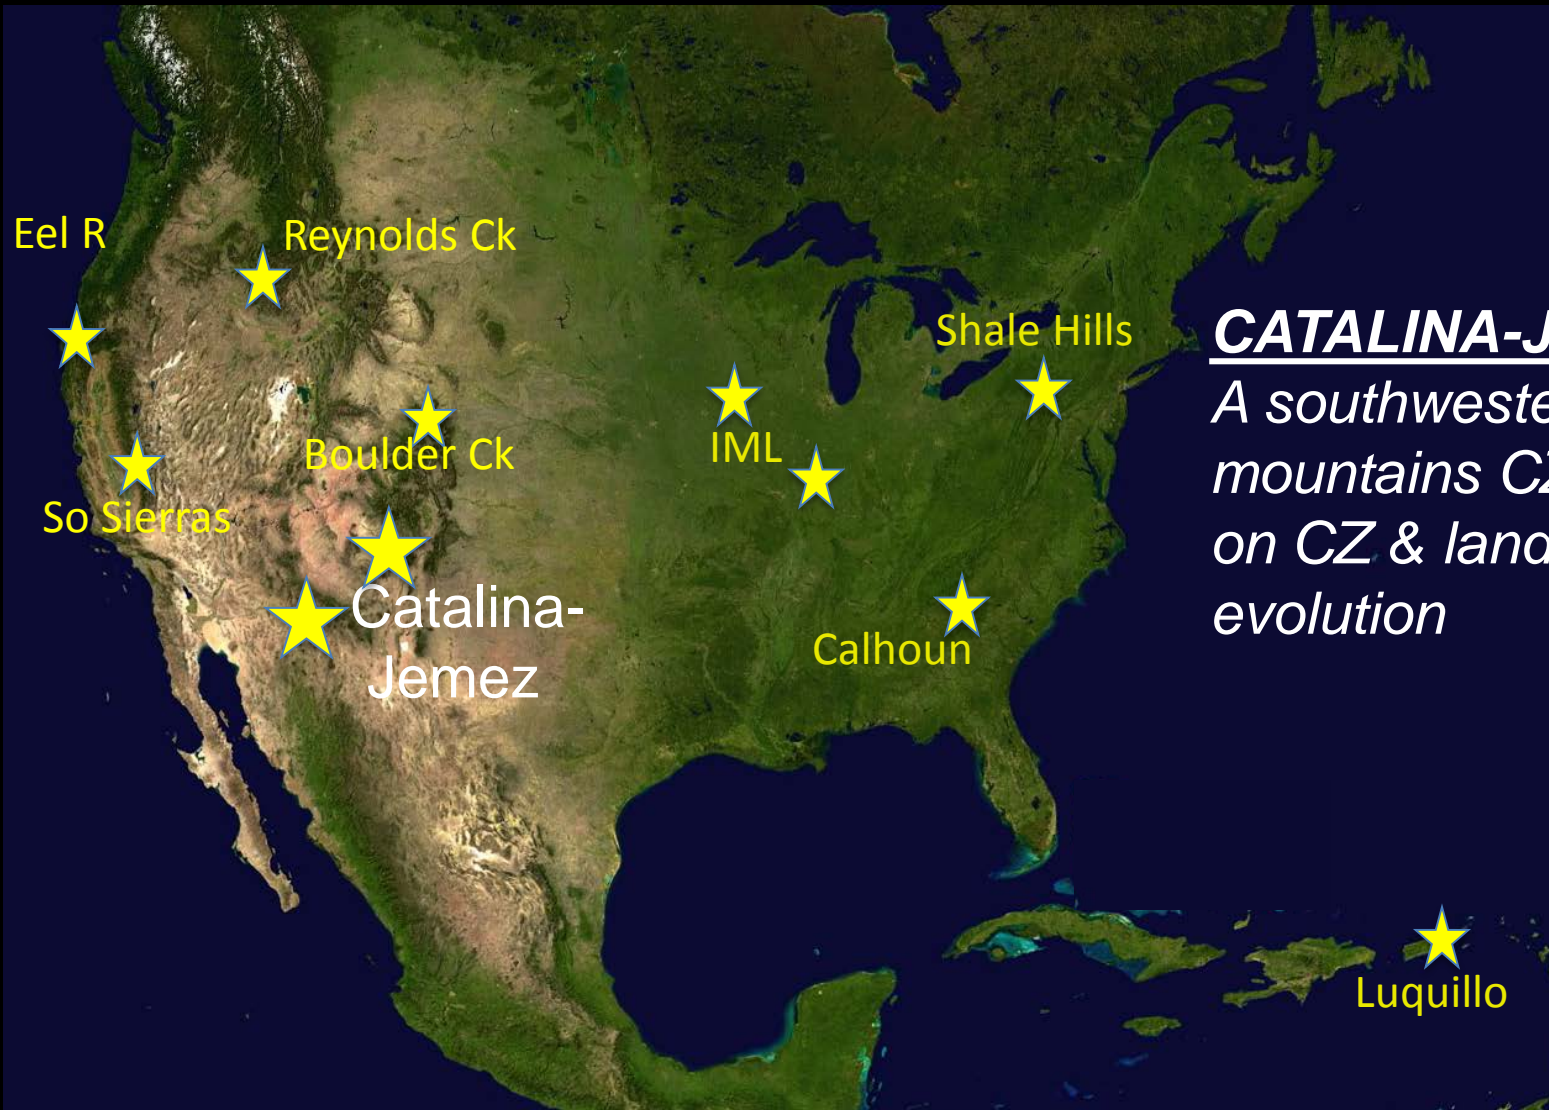 Eel R
Reynolds Ck
Shale Hills
Boulder Ck
IML
So Sierras
Catalina-
Jemez
Calhoun
Luquillo
CATALINA-J
A southweste
mountains CZ
on CZ & land
evolution